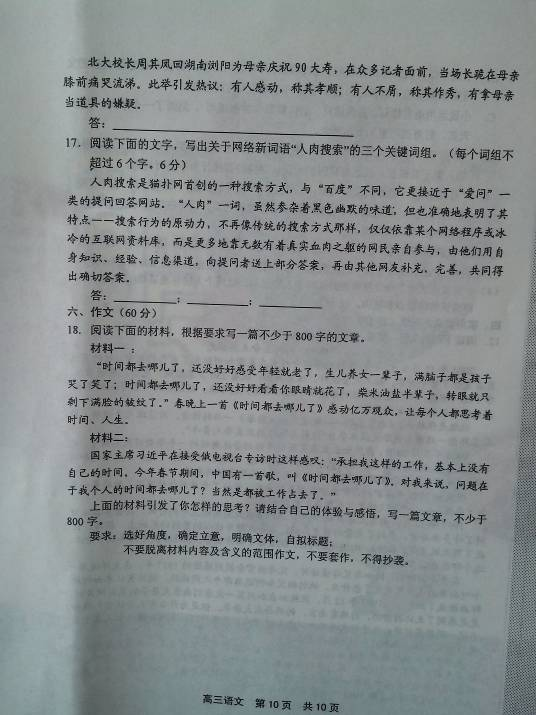 北大校长周其凤回湖南浏阳为母亲庆祝90大寿，在众多记者面前，当场长跪在母亲
膝前痛哭流涕。此举引发热议：有人感动，称其孝顺；有人不屑，称其作秀，有拿母亲
当道具的嫌疑。
答：
17．阅读下面的文字，写出关于网络新词语“人肉搜索”的三个关键词组。（每个词组不
超过6个字。6分）
人肉搜索是猫扑网首创的一种搜索方式，与“百度”不同，它更接近于“爱问”一
类的提问回答网站。“人肉”一词，虽然参杂着黑色幽默的味道，但也准确地表明了其
特点——搜索行为的原动力，不再像传统的搜索方式那样，仅仅依靠某个网络程序或冰
冷的互联网资料库，而是更多地靠无数有着真实血肉之躯的网民亲自参与，由他们用自
身知识、经验、信息渠道，向提问者送上部分答案，再由其他网友补充、完善，共同得
出确切答案。
答：；；
六、作文（60分）
18．阅读下面的材料，根据要求写一篇不少于800字的文章。
材料一：
“时间都去哪儿了，还没好好感受年轻就老了，生儿养女一辈子，满脑子都是孩子
哭了笑了；时间都去哪儿了，还没好好看看你眼睛就花了，柴米油盐半辈子，转眼就只
剩下满脸的皱纹了。”春晚上一首《时间都去哪儿了》感动亿万观众，让每个人都思考着
时间、人生。
材料二：
国家主席习近平在接受俄电视台专访时这样感叹：“承担我这样的工作，基本上没有
自己的时间。今年春节期间，中国有一首歌，叫《时间都去哪儿了》。对我来说，问题在
于我个人的时间都去哪儿了？当然是都被工作占去了。”
上面的材料引发了你怎样的思考？请结合自己的体验与感悟，写一篇文章，不少于
800字。
要求：选好角度，确定立意，明确文体，自拟标题；
不要脱离材料内容及含义的范围作文，不要套作，不得抄袭。
高三语文 第10页 共10页